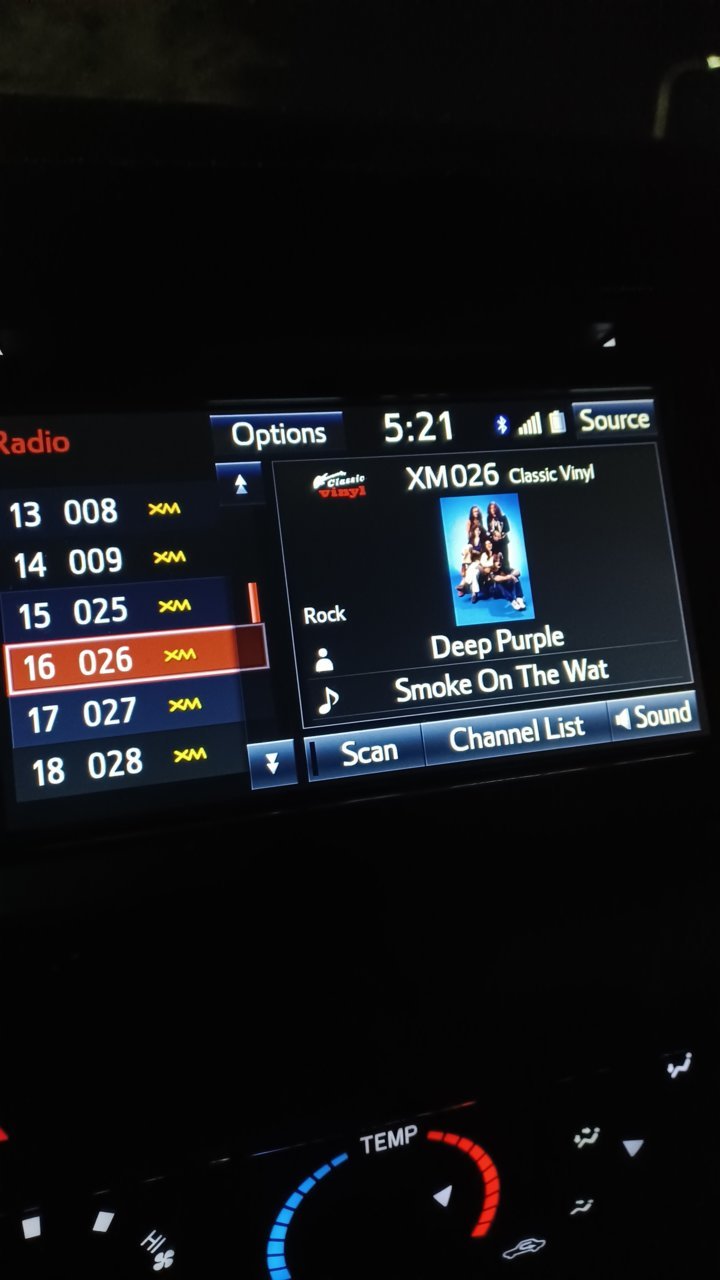 Radio
Options
5:21
Source
13 008 XM
14 009 XM
15 025 XM
16 026 XM
17 027 XM
18 028 XM
Classic
Vinyl
XM026 Classic Vinyl
Rock
Deep Purple
Smoke On The Wat
Scan
Channel List
Sound
TEMP
HI